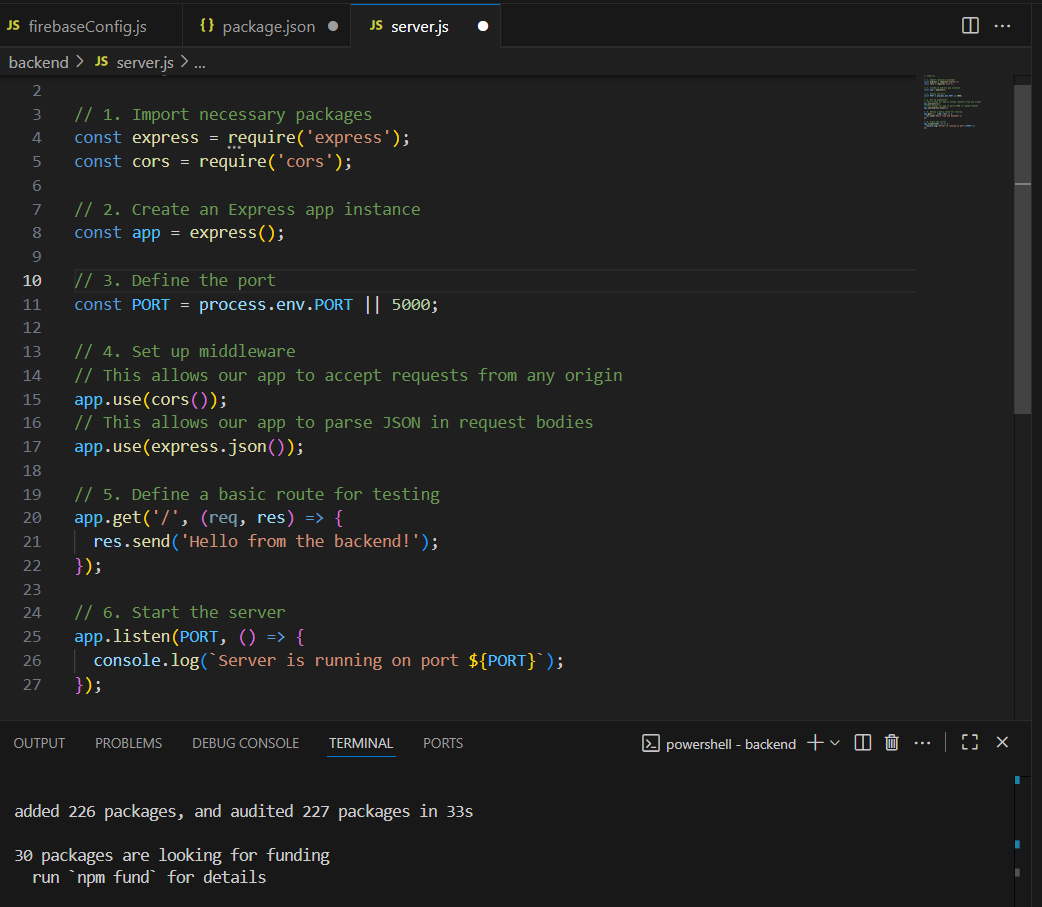 JS firebaseConfig.js {} package.json JS server.js
backend > JS server.js > ...
2
3 // 1. Import necessary packages
4 const express = require('express');
5 const cors = require('cors');
6
7 // 2. Create an Express app instance
8 const app = express();
9
10 // 3. Define the port
11 const PORT = process.env.PORT || 5000;
12
13 // 4. Set up middleware
14 // This allows our app to accept requests from any origin
15 app.use(cors());
16 // This allows our app to parse JSON in request bodies
17 app.use(express.json());
18
19 // 5. Define a basic route for testing
20 app.get('/', (req, res) => {
21 res.send('Hello from the backend!');
22 });
23
24 // 6. Start the server
25 app.listen(PORT, () => {
26 console.log(`Server is running on port ${PORT}`);
27 });
OUTPUT PROBLEMS DEBUG CONSOLE TERMINAL PORTS powershell - backend
added 226 packages, and audited 227 packages in 33s
30 packages are looking for funding
run `npm fund` for details